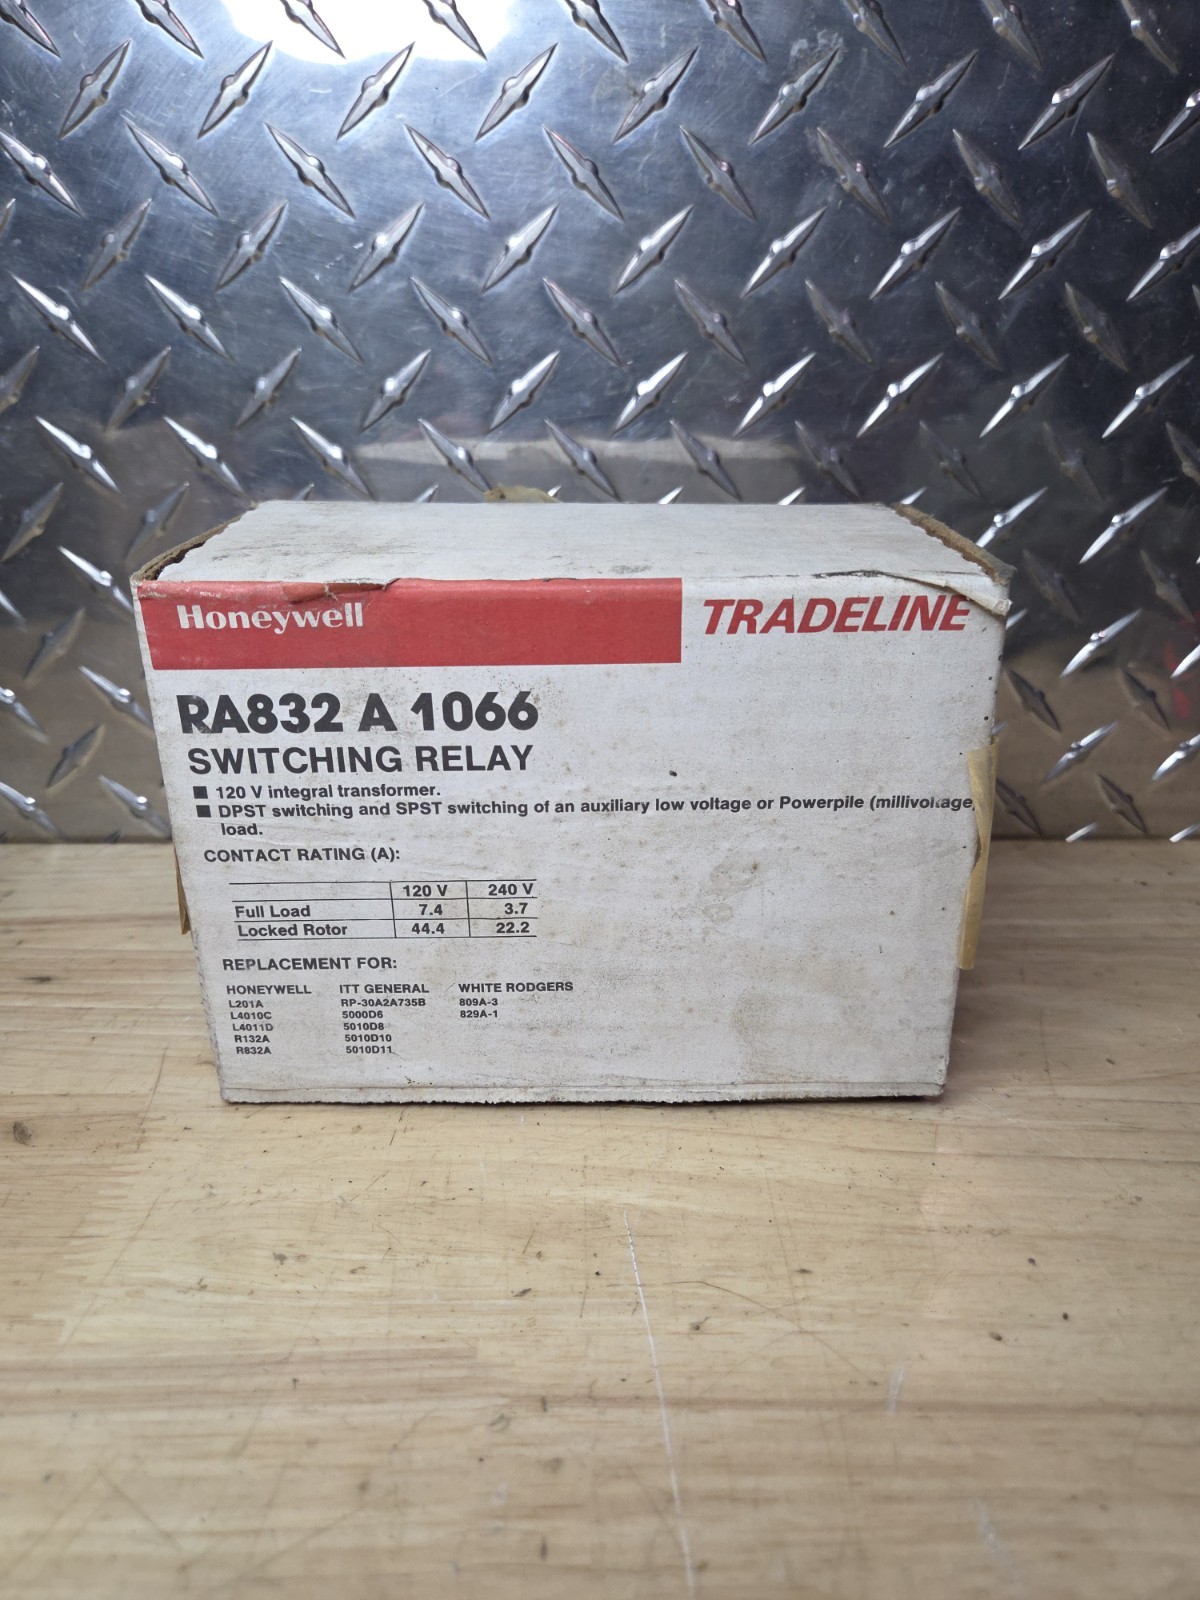 Honeywell TRADELINE
RA832 A 1066
SWITCHING RELAY
■ 120 V integral transformer.
■ DPST switching and SPST switching of an auxiliary low voltage or Powerpile (millivoltage)
load.
CONTACT RATING (A):
120 V 240 V
Full Load 7.4 3.7
Locked Rotor 44.4 22.2
REPLACEMENT FOR:
HONEYWELL ITT GENERAL WHITE RODGERS
L201A RP-30A2A735B 809A-3
L4010C 5000D6 829A-1
L4011D 5010D8
R132A 5010D10
R832A 5010D11